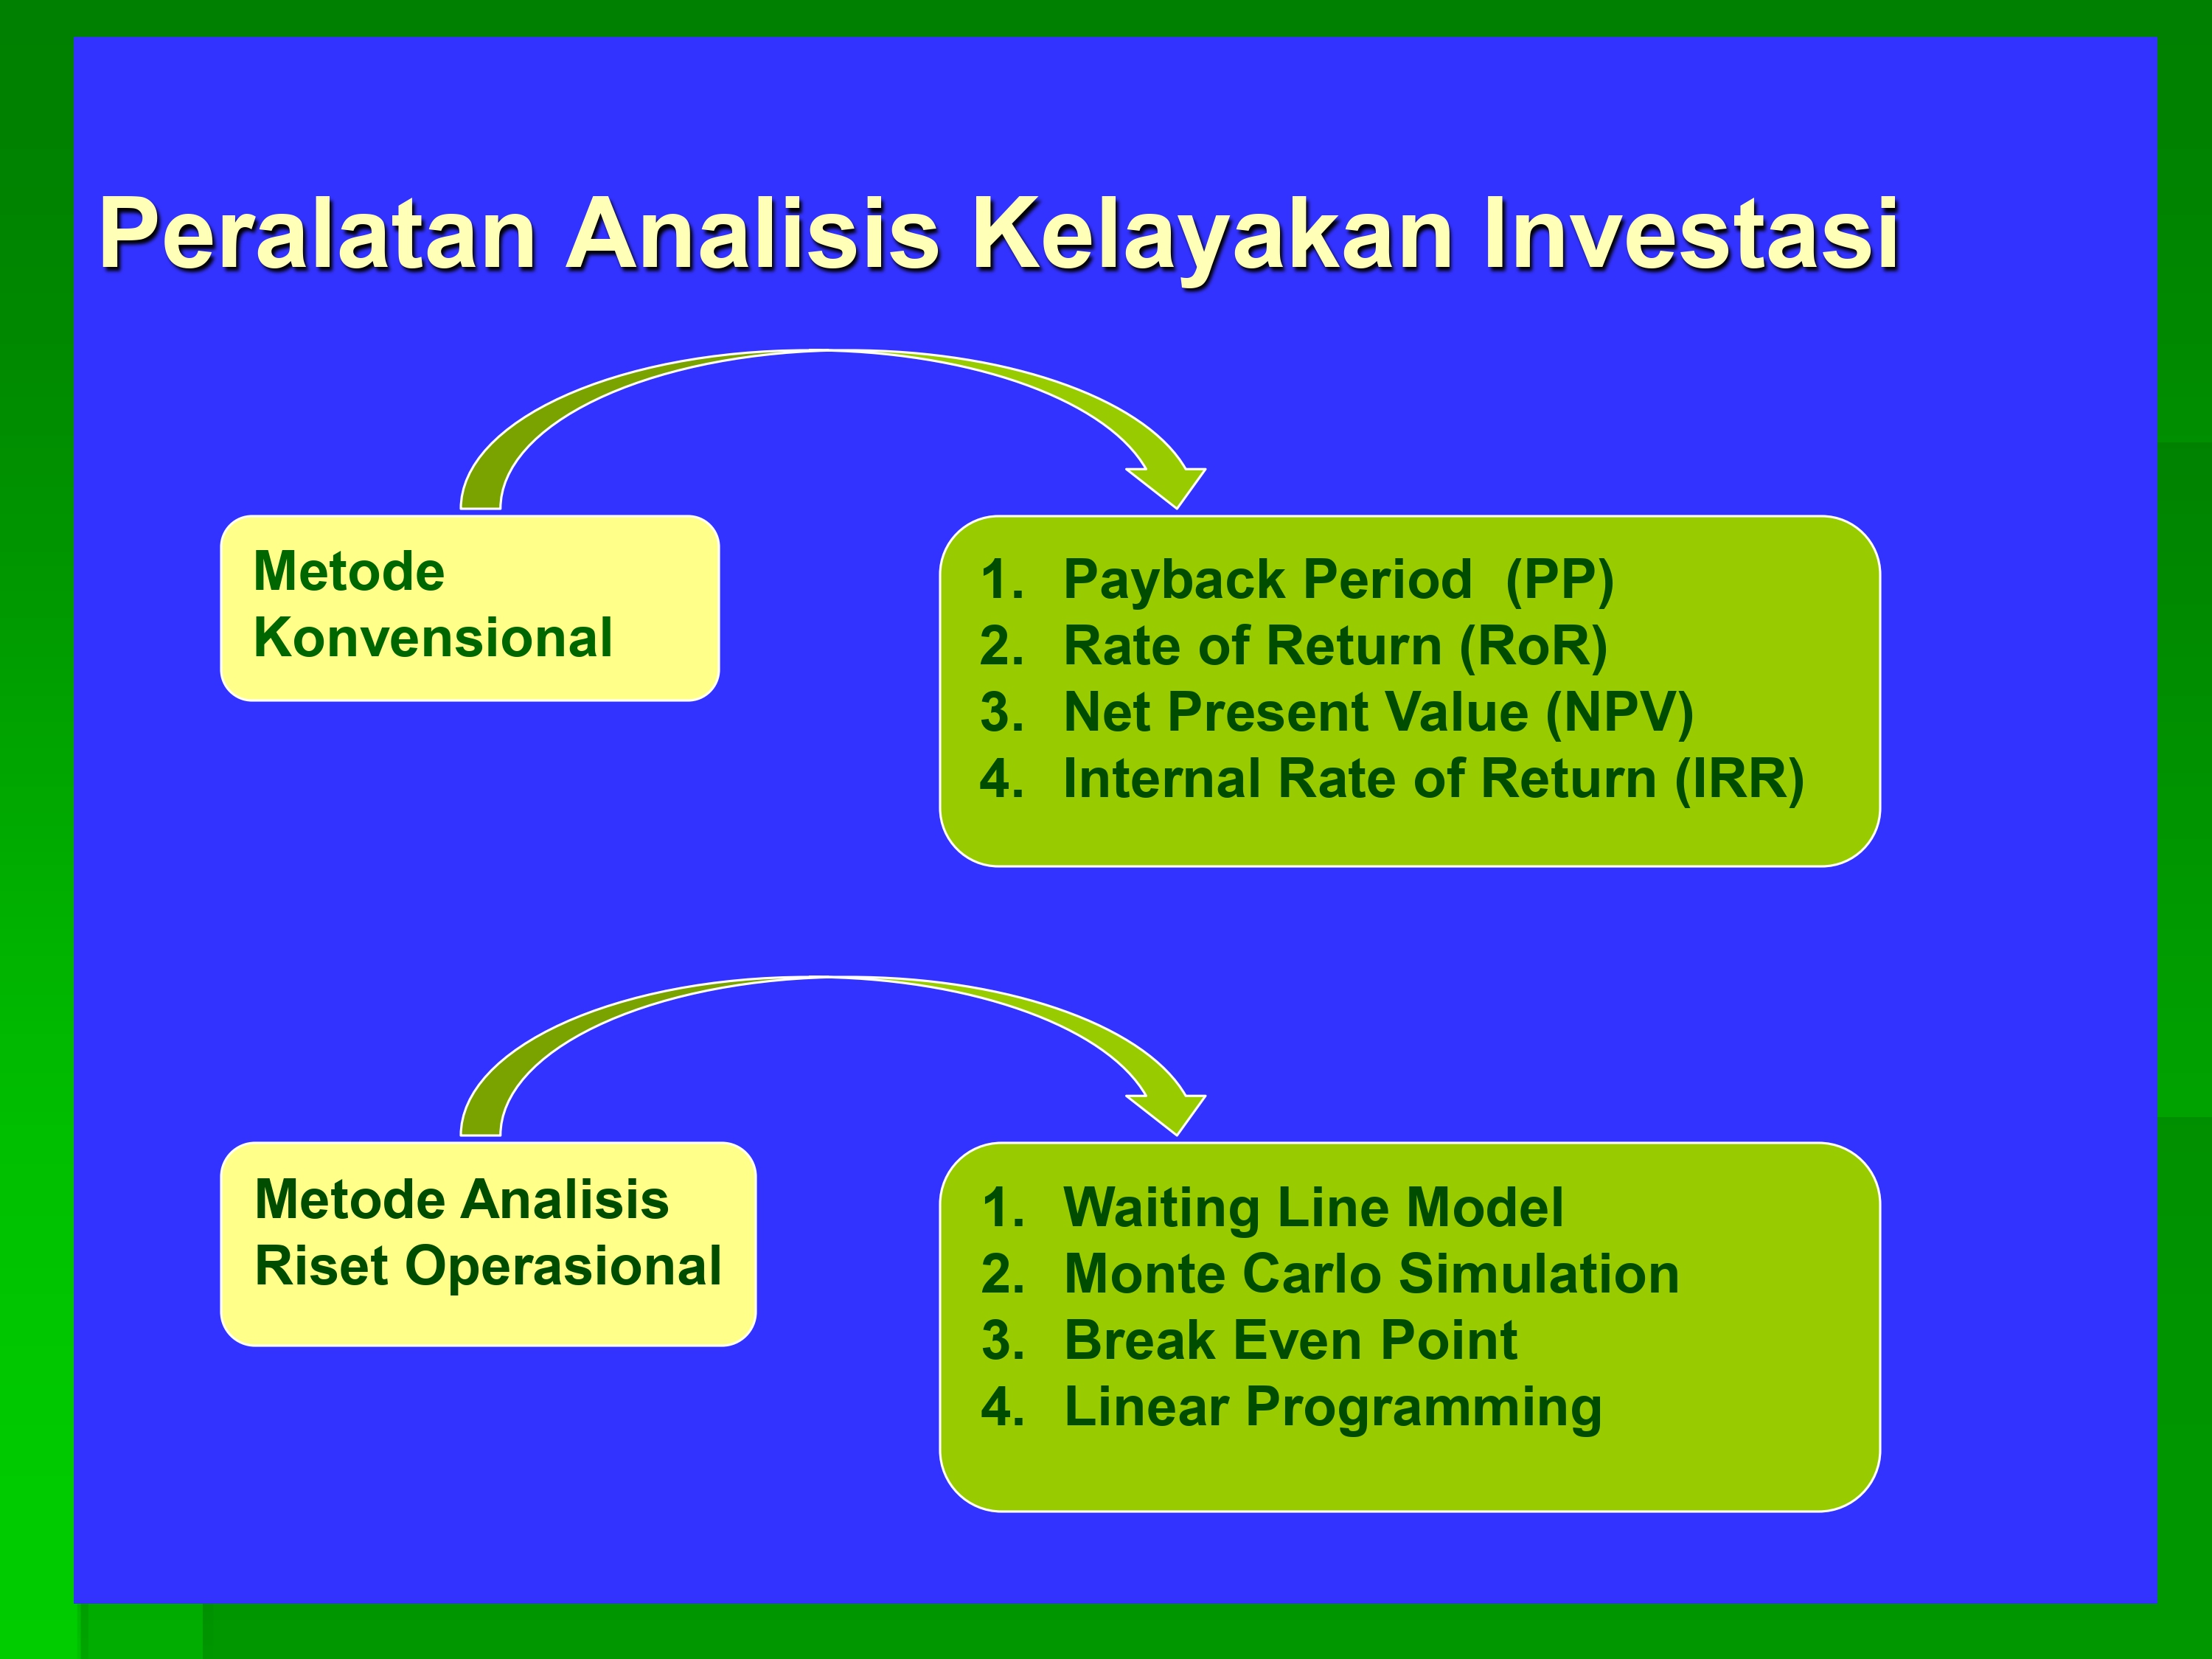 Peralatan Analisis Kelayakan Investasi
Metode
Konvensional
1. Payback Period (PP)
2. Rate of Return (RoR)
3. Net Present Value (NPV)
4. Internal Rate of Return (IRR)
Metode Analisis
Riset Operasional
1. Waiting Line Model
2. Monte Carlo Simulation
3. Break Even Point
4. Linear Programming